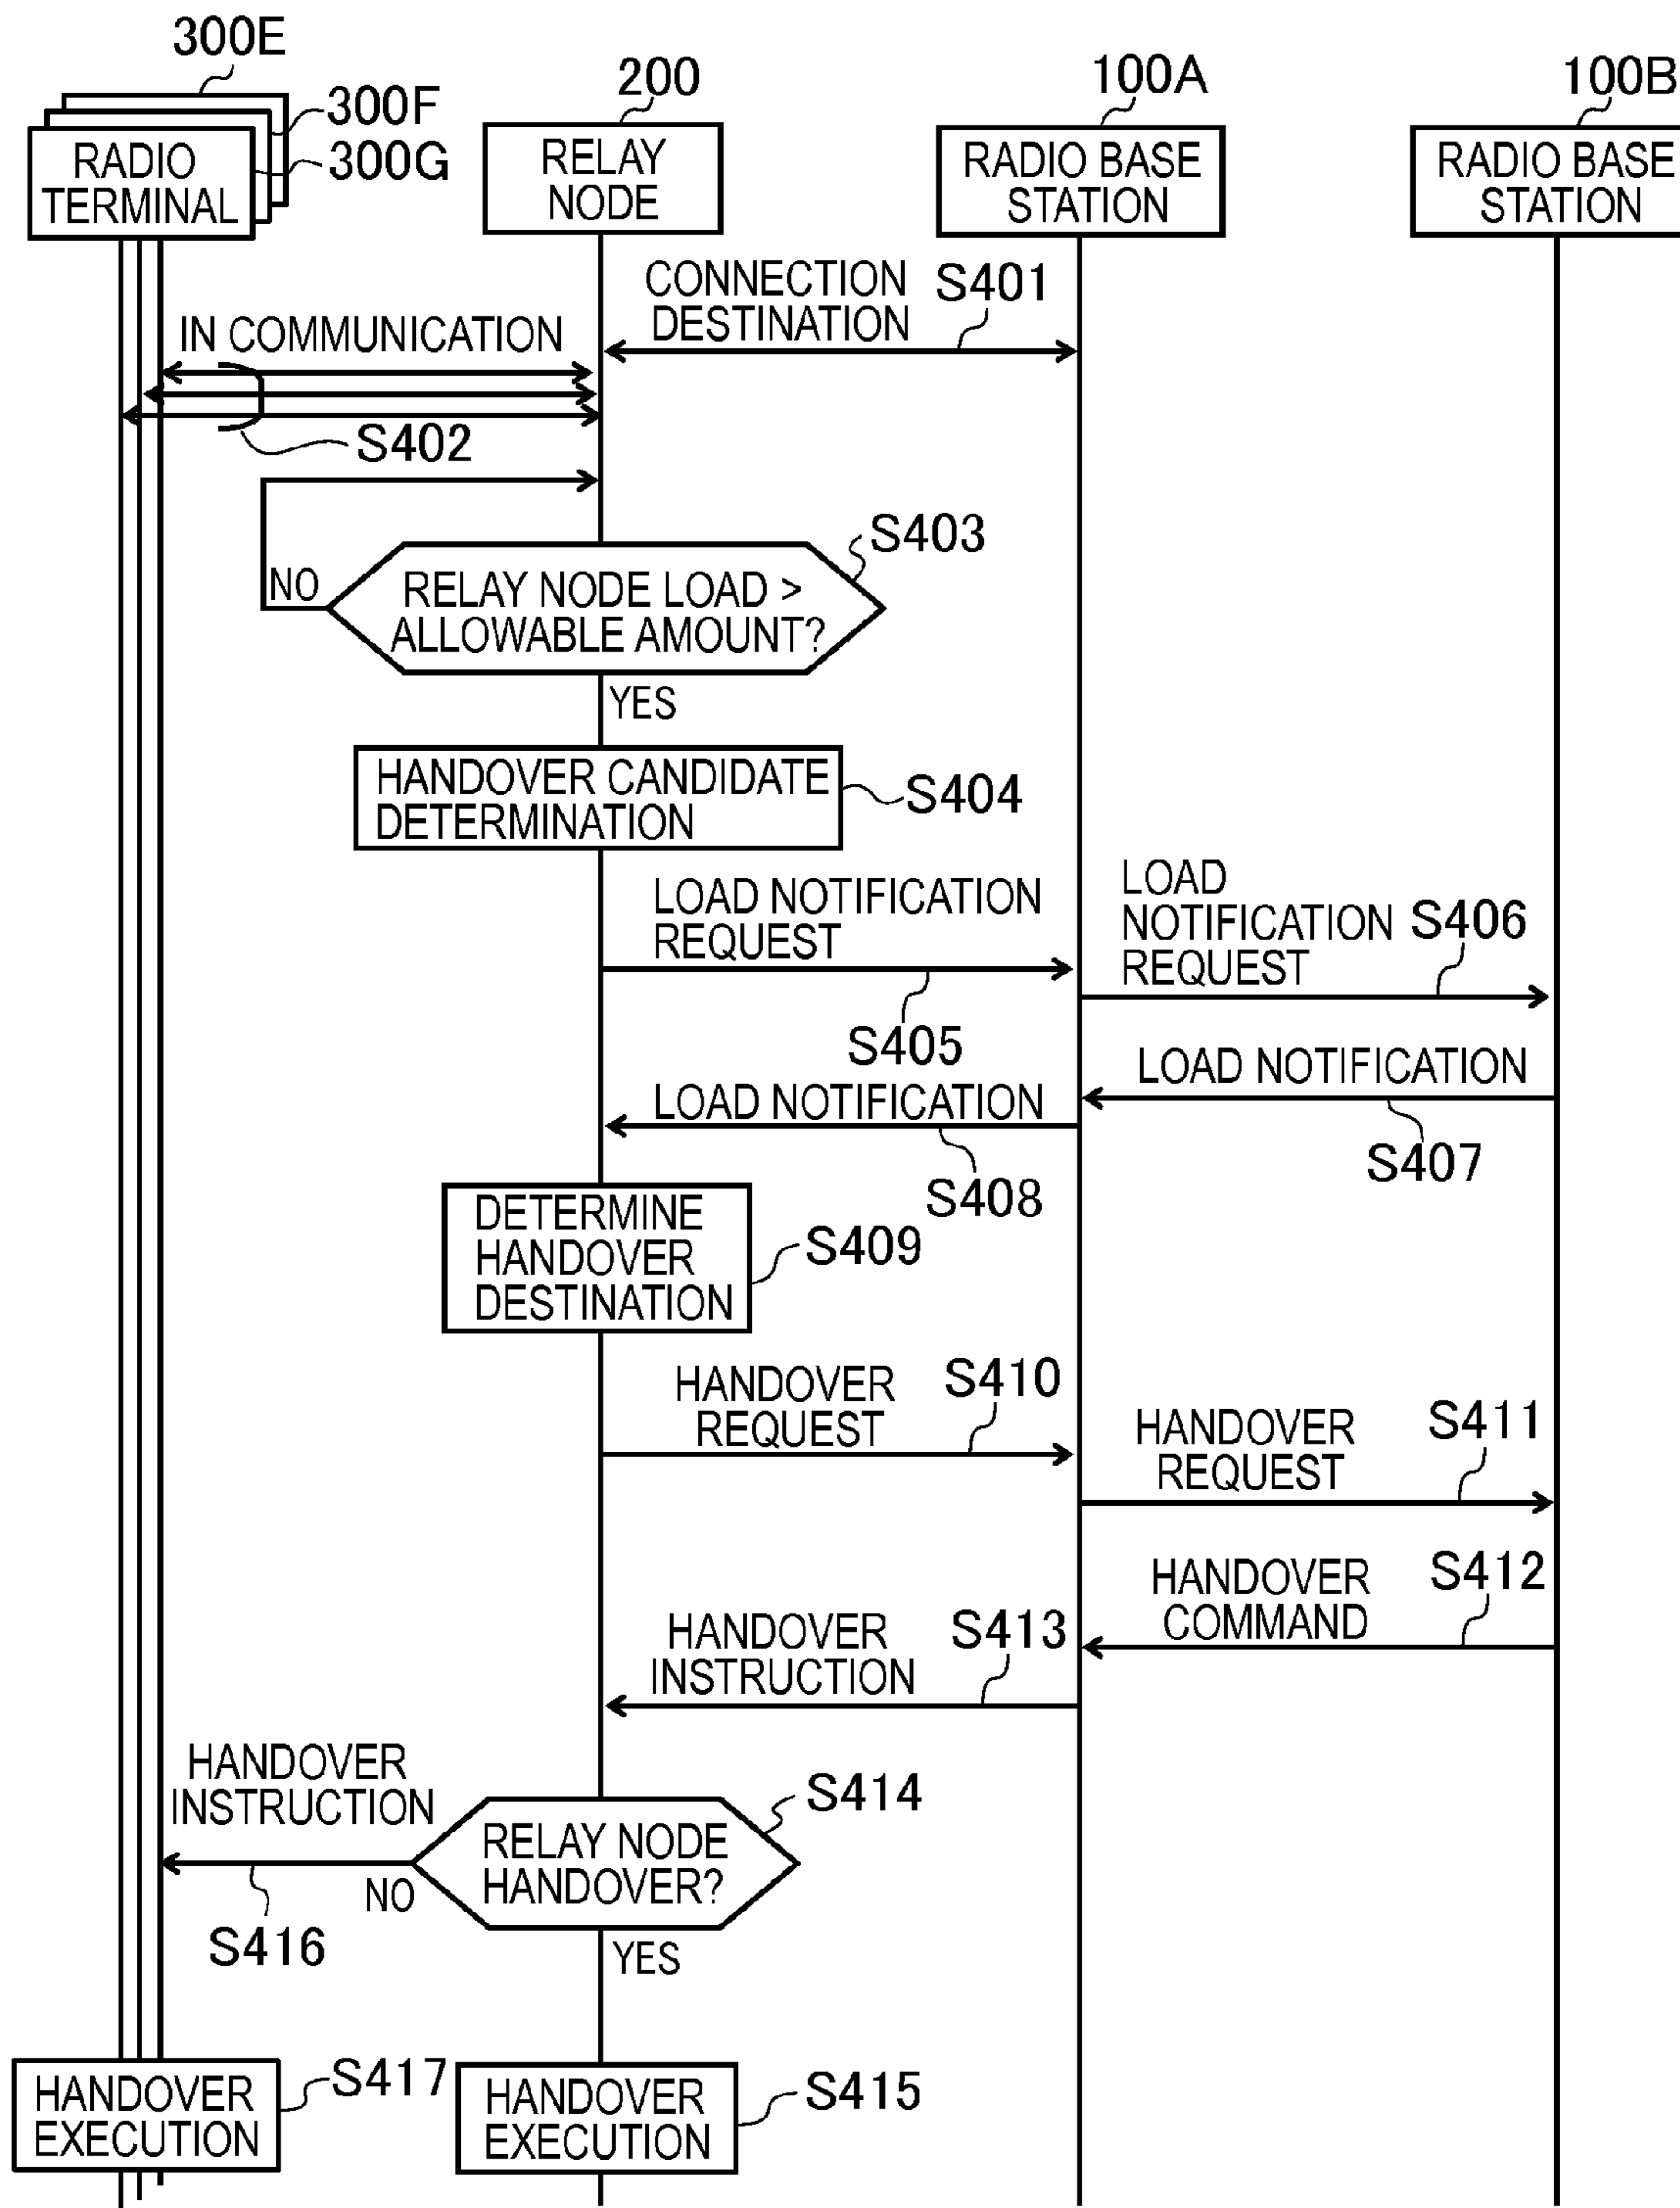 300E
300F
300G
RADIO
TERMINAL
200
RELAY
NODE
100A
RADIO BASE
STATION
100B
RADIO BASE
STATION
CONNECTION
DESTINATION
S401
IN COMMUNICATION
S402
S403
NO
RELAY NODE LOAD >
ALLOWABLE AMOUNT?
YES
HANDOVER CANDIDATE
DETERMINATION
S404
LOAD NOTIFICATION
REQUEST
S405
LOAD
NOTIFICATION
REQUEST
S406
LOAD NOTIFICATION
S407
LOAD NOTIFICATION
S408
DETERMINE
HANDOVER
DESTINATION
S409
HANDOVER
REQUEST
S410
HANDOVER
REQUEST
S411
HANDOVER
COMMAND
S412
HANDOVER
INSTRUCTION
S413
HANDOVER
INSTRUCTION
S414
RELAY NODE
HANDOVER?
NO
S416
YES
HANDOVER
EXECUTION
S417
HANDOVER
EXECUTION
S415